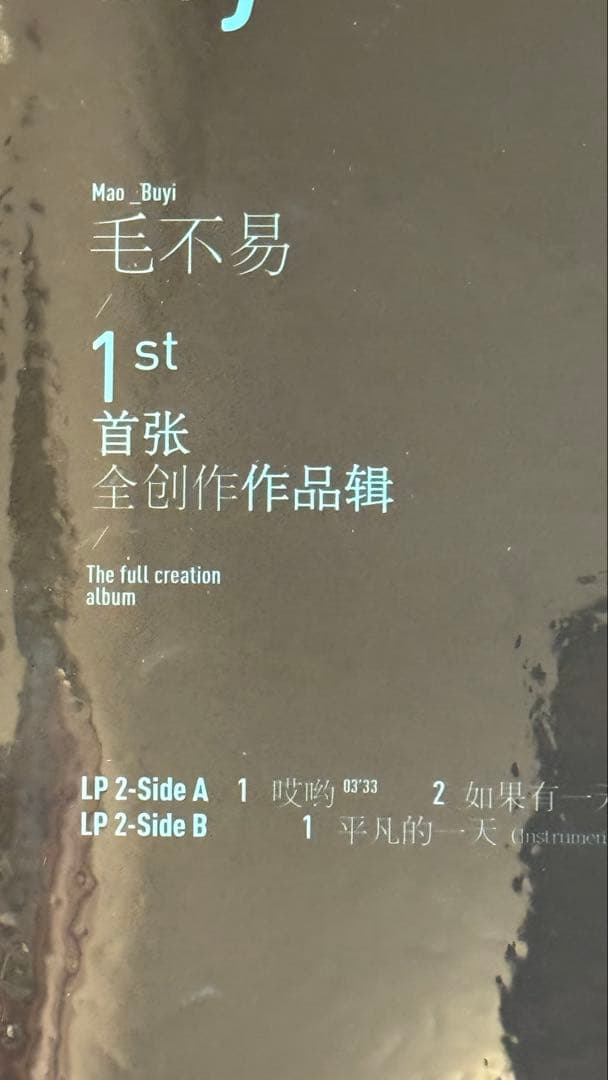 Mao _Buyi
毛不易
/
1st
首张
全创作作品辑
/
The full creation
album
LP 2-Side A 1 哎哟 03'33 2 如果有一
LP 2-Side B 1 平凡的一天 (Instrumen